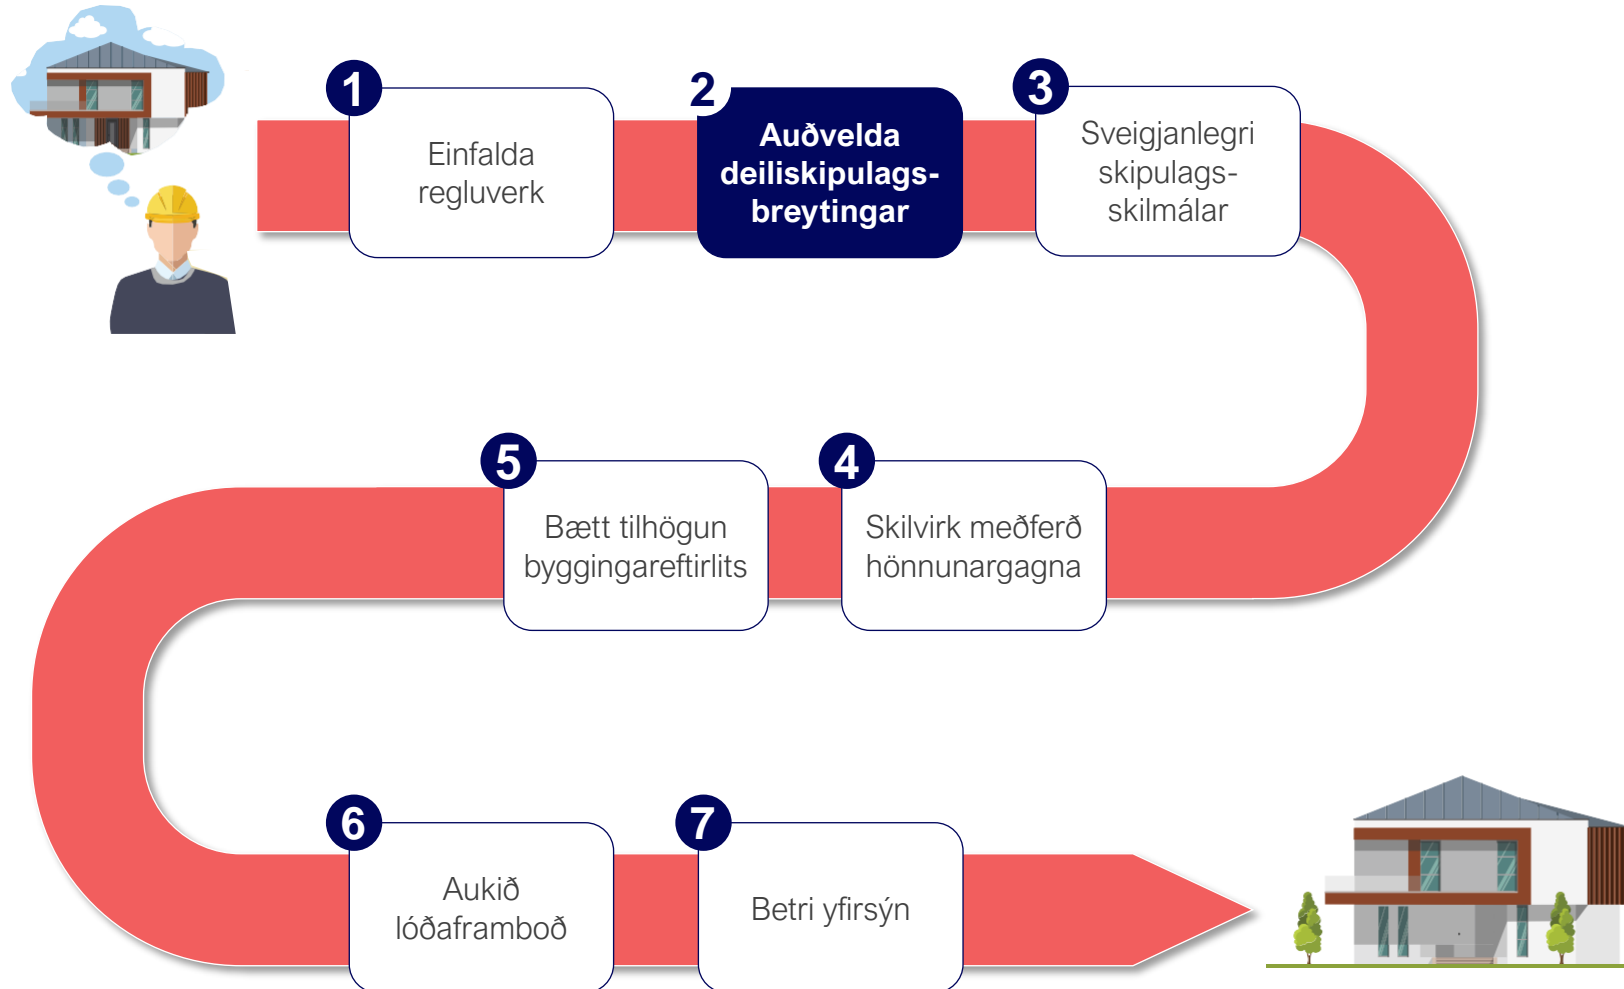 1
Einfalda
regluverk
2
Auðvelda
deiliskipulags-
breytingar
3
Sveigjanlegri
skipulags-
skilmálar
4
Skilvirk meðferð
hönnunargagna
5
Bætt tilhögun
byggingareftirlits
6
Aukið
lóðaframboð
7
Betri yfirsýn